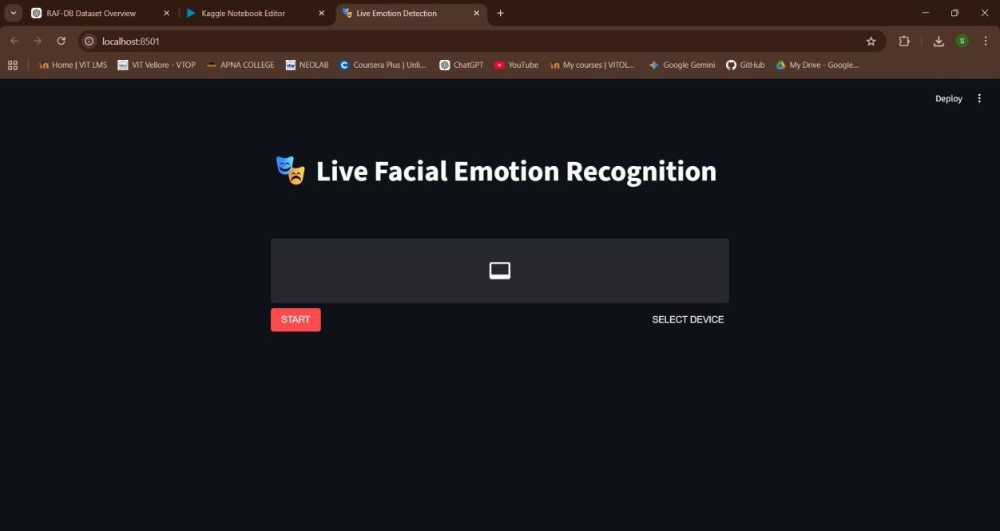 RAF-DB Dataset Overview
Kaggle Notebook Editor
Live Emotion Detection
localhost:8501
S
Home | VIT LMS
VIT Vellore - VTOP
APNA COLLEGE
NEOLAB
Coursera Plus | Unli...
ChatGPT
YouTube
My courses | VITOL...
Google Gemini
GitHub
My Drive - Google...
Deploy
Live Facial Emotion Recognition
START
SELECT DEVICE